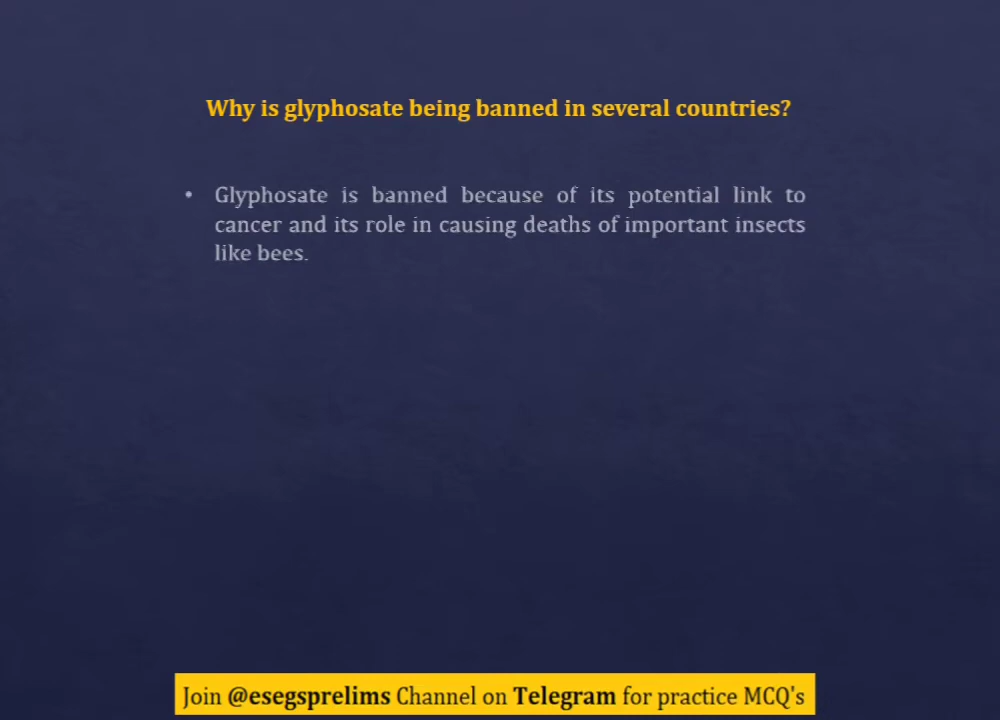 Why is glyphosate being banned in several countries?
• Glyphosate is banned because of its potential link to
cancer and its role in causing deaths of important insects
like bees.
Join @esegsprelims Channel on Telegram for practice MCQ's